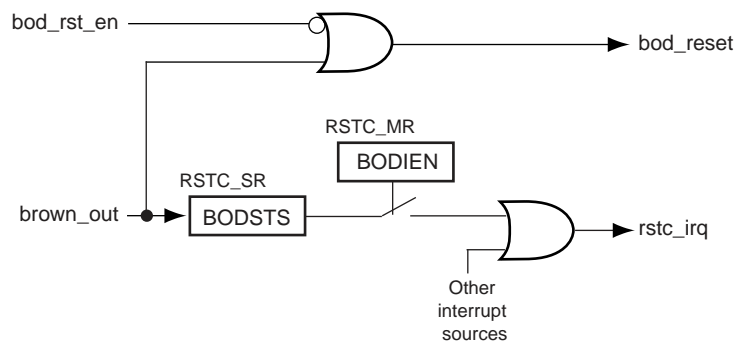 bod_rst_en
bod_reset
RSTC_MR
BODIEN
RSTC_SR
brown_out
BODSTS
rstc_irq
Other
interrupt
sources